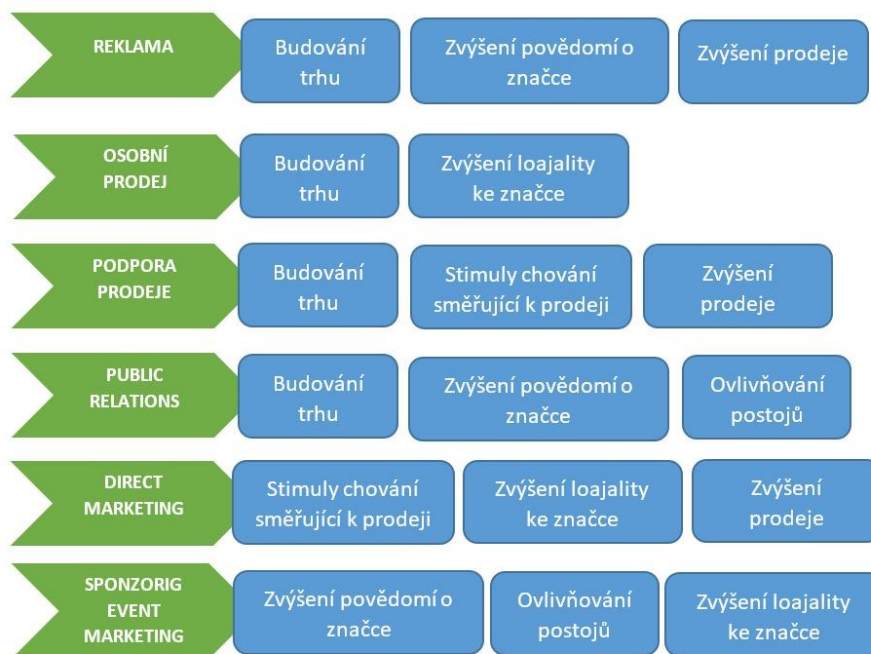 REKLAMA
Budování
trhu
Zvýšení povědomí o
značce
Zvýšení prodeje
OSOBNÍ
PRODEJ
Budování
trhu
Zvýšení loajality
ke značce
PODPORA
PRODEJE
Budování
trhu
Stimuly chování
směřující k prodeji
Zvýšení
prodeje
PUBLIC
RELATIONS
Budování
trhu
Zvýšení povědomí o
značce
Ovlivňování
postojů
DIRECT
MARKETING
Stimuly chování
směřující k prodeji
Zvýšení loajality
ke značce
Zvýšení
prodeje
SPONZORIG
EVENT
MARKETING
Zvýšení povědomí o
značce
Ovlivňování
postojů
Zvýšení loajality
ke značce